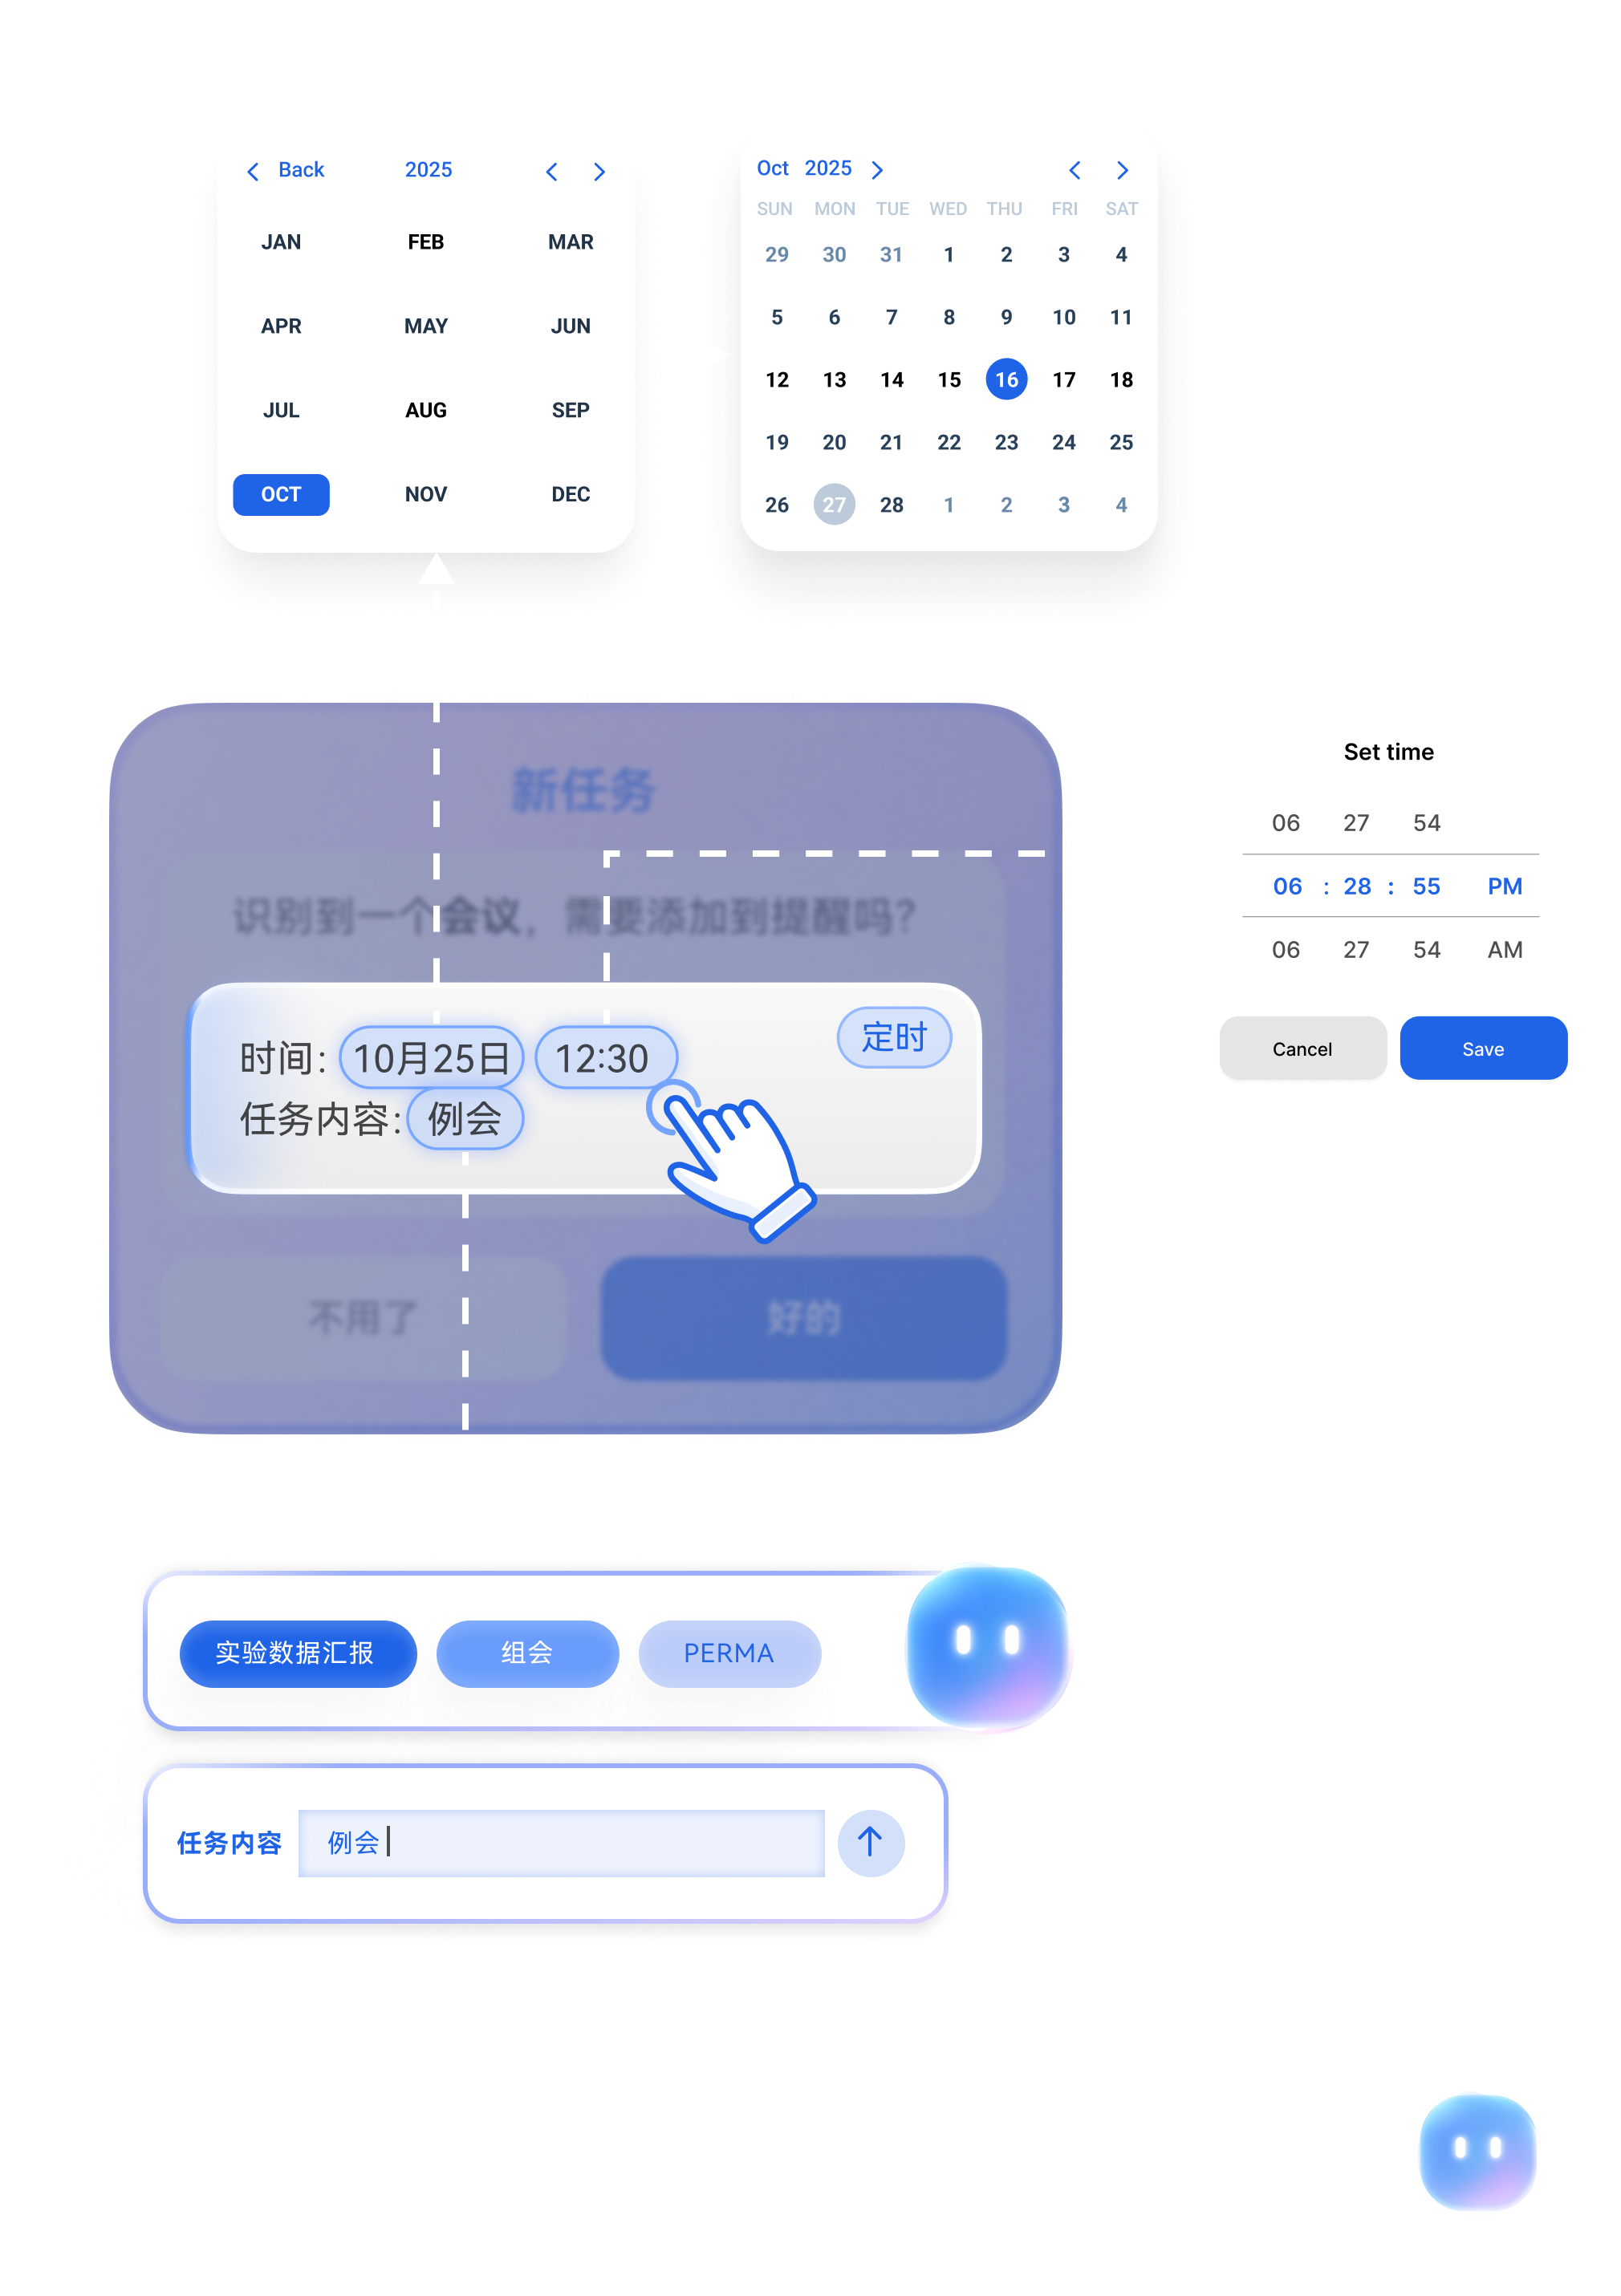 Back 2025
JAN FEB MAR
APR MAY JUN
JUL AUG SEP
OCT NOV DEC
Oct 2025
SUN MON TUE WED THU FRI SAT
29 30 31 1 2 3 4
5 6 7 8 9 10 11
12 13 14 15 16 17 18
19 20 21 22 23 24 25
26 27 28 1 2 3 4
新任务
识别到一个会议，需要添加到提醒吗？
时间：10月25日 12:30
定时
任务内容：例会
不用了 好的
Set time
06 27 54
06 : 28 : 55 PM
06 27 54 AM
Cancel Save
实验数据汇报 组会 PERMA
任务内容 例会